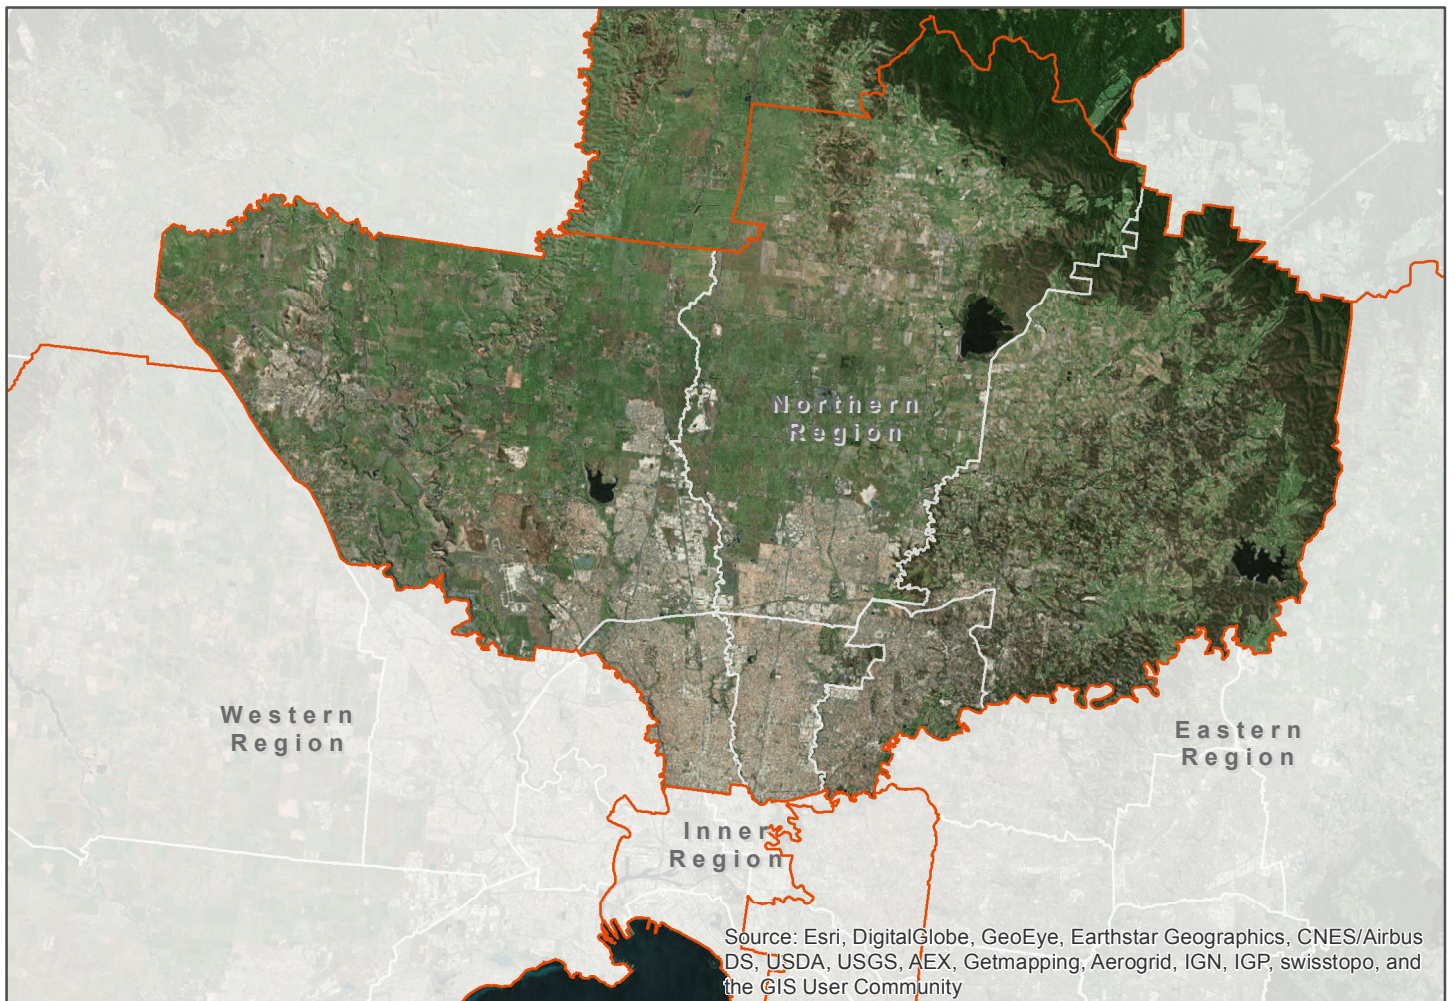 Northern
Region
Western
Region
Eastern
Region
Inner
Region
Source: Esri, DigitalGlobe, GeoEye, Earthstar Geographics, CNES/Airbus
DS, USDA, USGS, AEX, Getmapping, Aerogrid, IGN, IGP, swisstopo, and
the GIS User Community